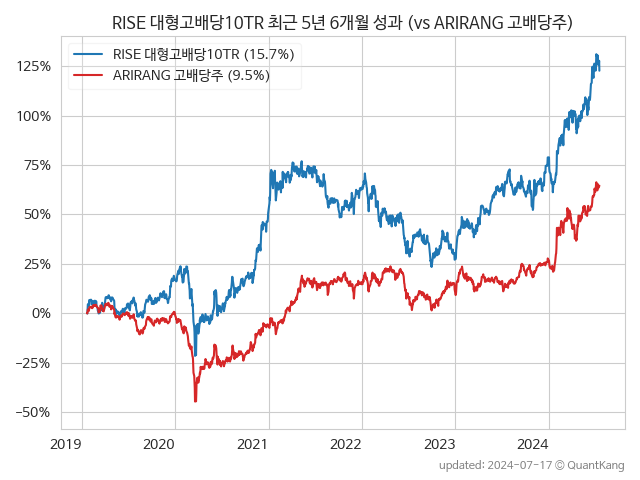 RISE 대형고배당10TR 최근 5년 6개월 성과 (vs ARIRANG 고배당주)
RISE 대형고배당10TR (15.7%)
ARIRANG 고배당주 (9.5%)
125%
100%
75%
50%
25%
0%
−25%
−50%
2019 2020 2021 2022 2023 2024
updated: 2024-07-17 © QuantKang